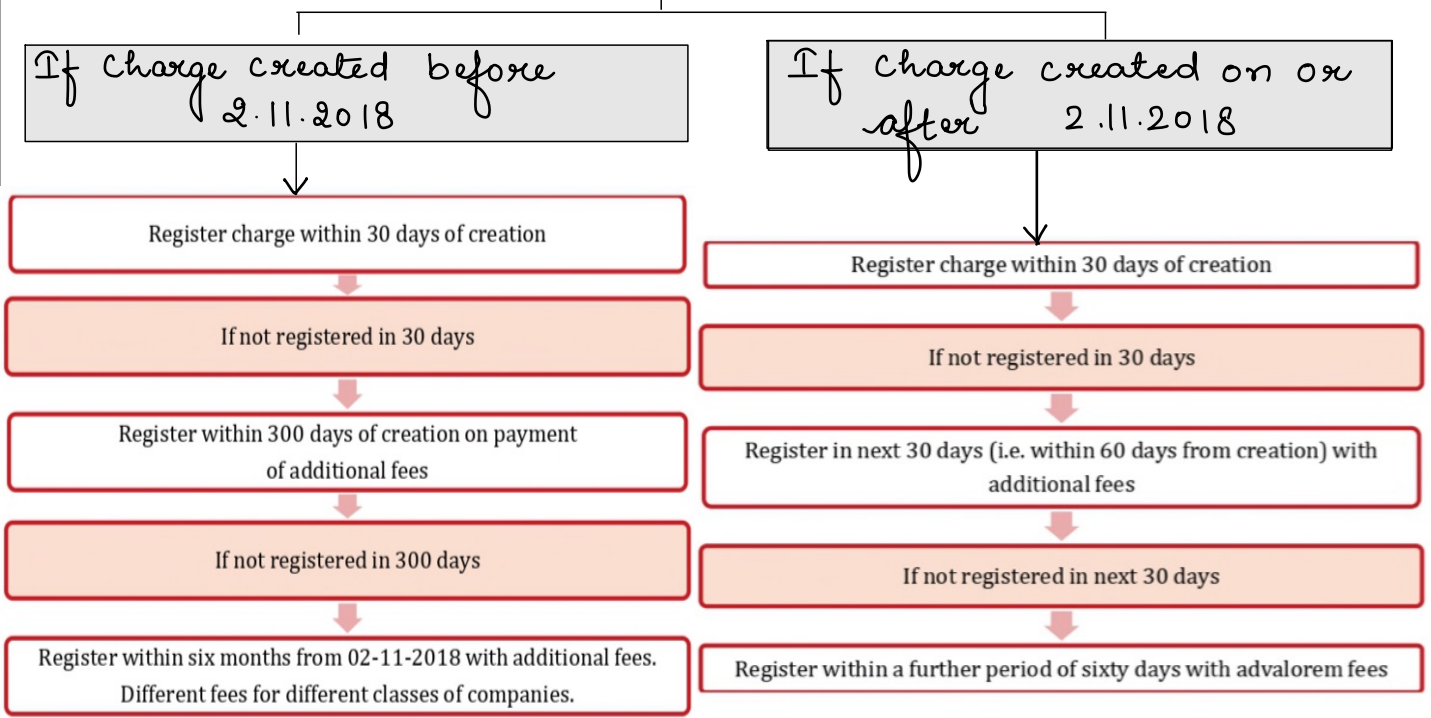 If charge created before
2.11.2018
Register charge within 30 days of creation
If not registered in 30 days
Register within 300 days of creation on payment
of additional fees
If not registered in 300 days
Register within six months from 02-11-2018 with additional fees.
Different fees for different classes of companies.
If charge created on or
after 2.11.2018
Register charge within 30 days of creation
If not registered in 30 days
Register in next 30 days (i.e. within 60 days from creation) with
additional fees
If not registered in next 30 days
Register within a further period of sixty days with advalorem fees